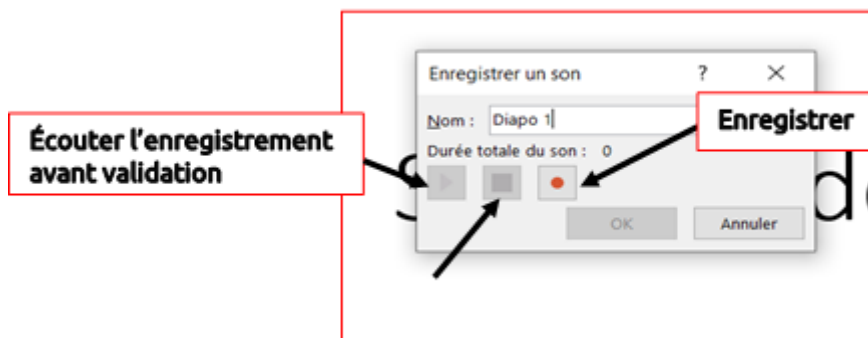 Enregistrer un son ? ×
Écouter l'enregistrement
avant validation
Nom : Diapo 1
Enregistrer
Durée totale du son : 0
OK Annuler